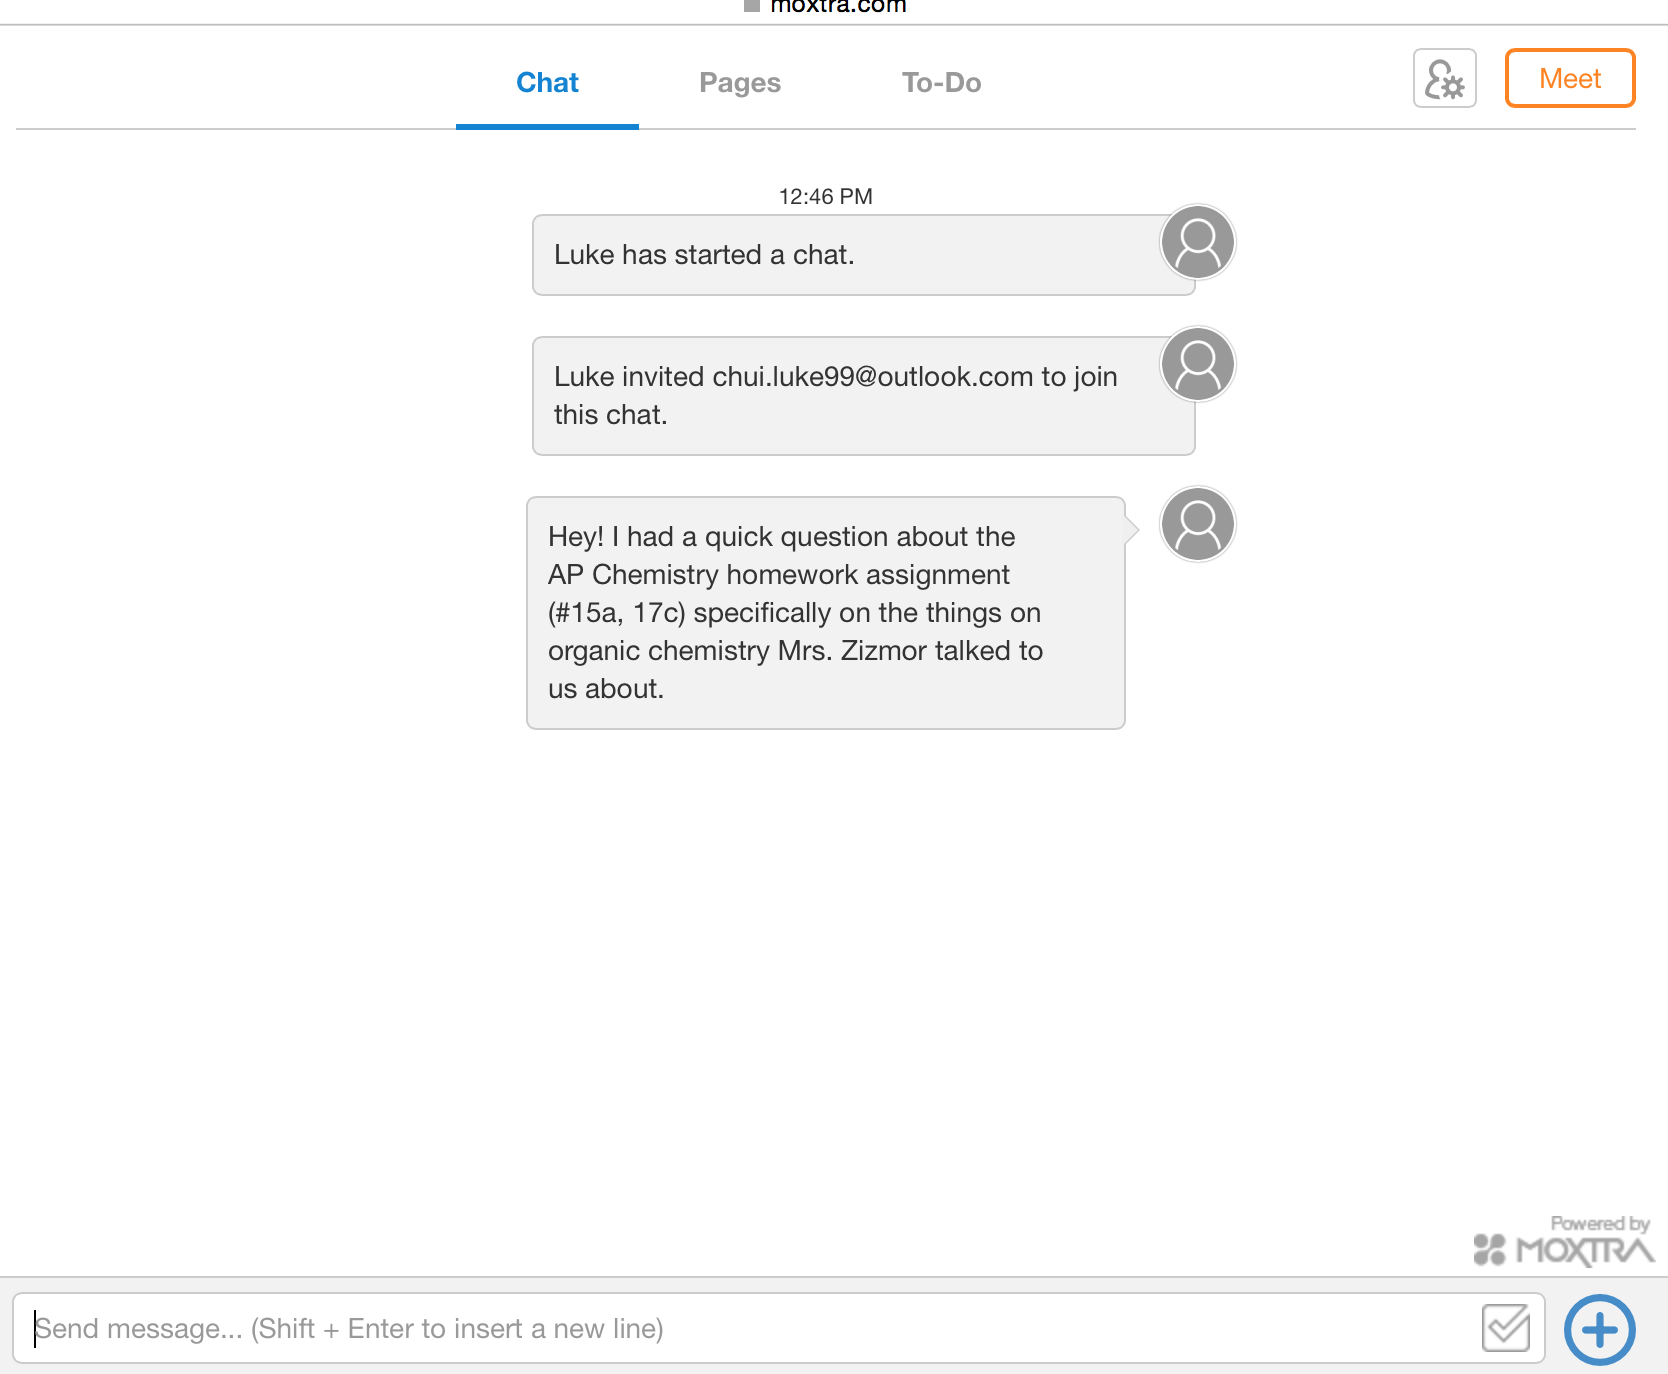 moxtra.com
Chat Pages To-Do Meet
12:46 PM
Luke has started a chat.
Luke invited chui.luke99@outlook.com to join
this chat.
Hey! I had a quick question about the
AP Chemistry homework assignment
(#15a, 17c) specifically on the things on
organic chemistry Mrs. Zizmor talked to
us about.
Powered by
MOXTRA
Send message... (Shift + Enter to insert a new line)